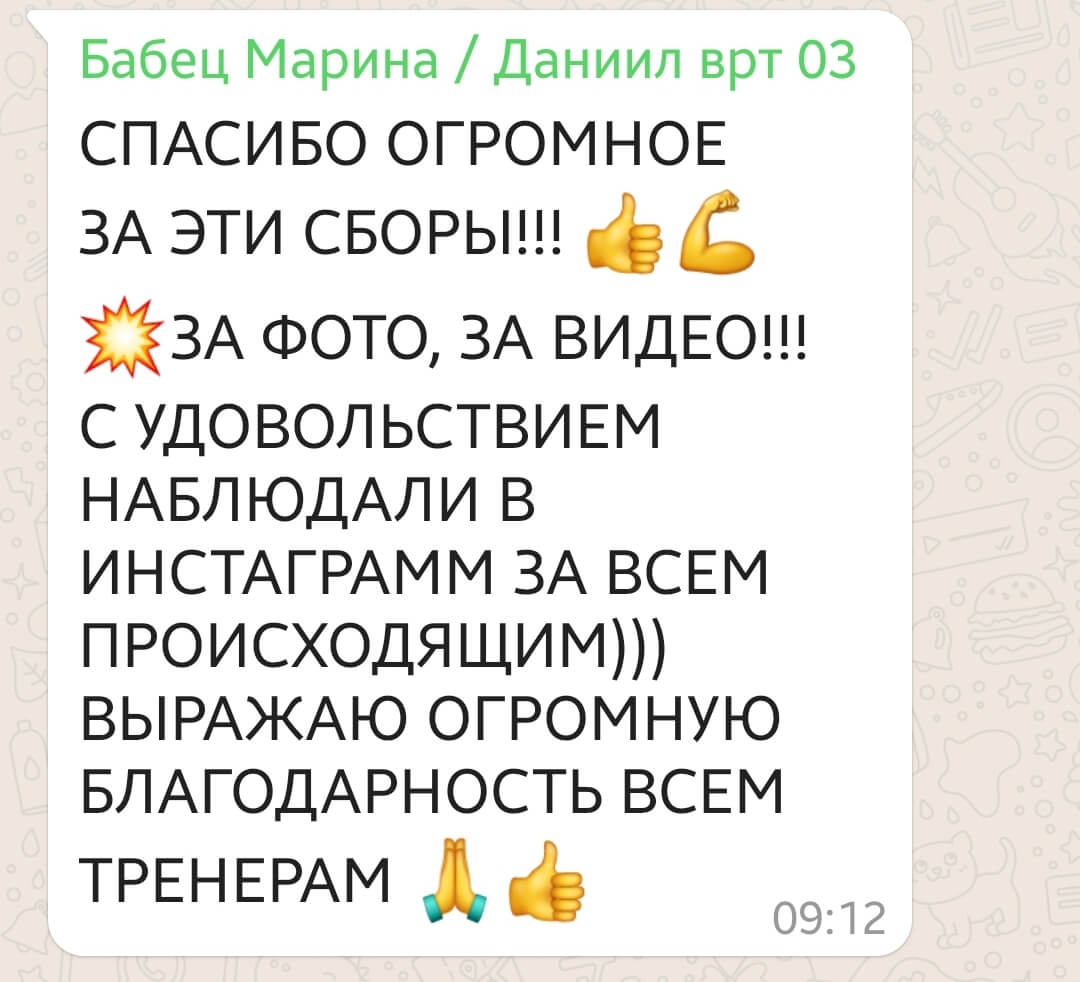 Бабец Марина / Даниил врт 03
СПАСИБО ОГРОМНОЕ
ЗА ЭТИ СБОРЫ!!! 👍💪
💥ЗА ФОТО, ЗА ВИДЕО!!!
С УДОВОЛЬСТВИЕМ
НАБЛЮДАЛИ В
ИНСТАГРАММ ЗА ВСЕМ
ПРОИСХОДЯЩИМ)))
ВЫРАЖАЮ ОГРОМНУЮ
БЛАГОДАРНОСТЬ ВСЕМ
ТРЕНЕРАМ 🙏👍
09:12